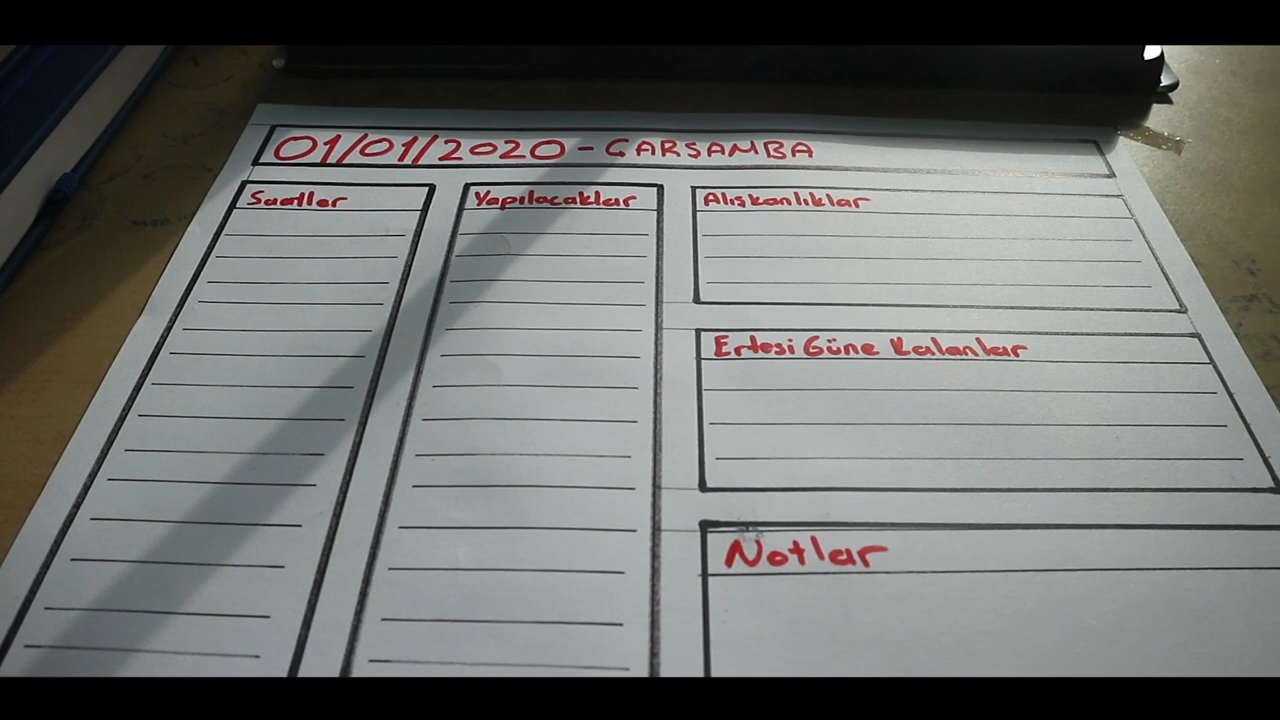 01/01/2020 - ÇARŞAMBA
Saatler
Yapılacaklar
Alışkanlıklar
Ertesi Güne Kalanlar
Notlar